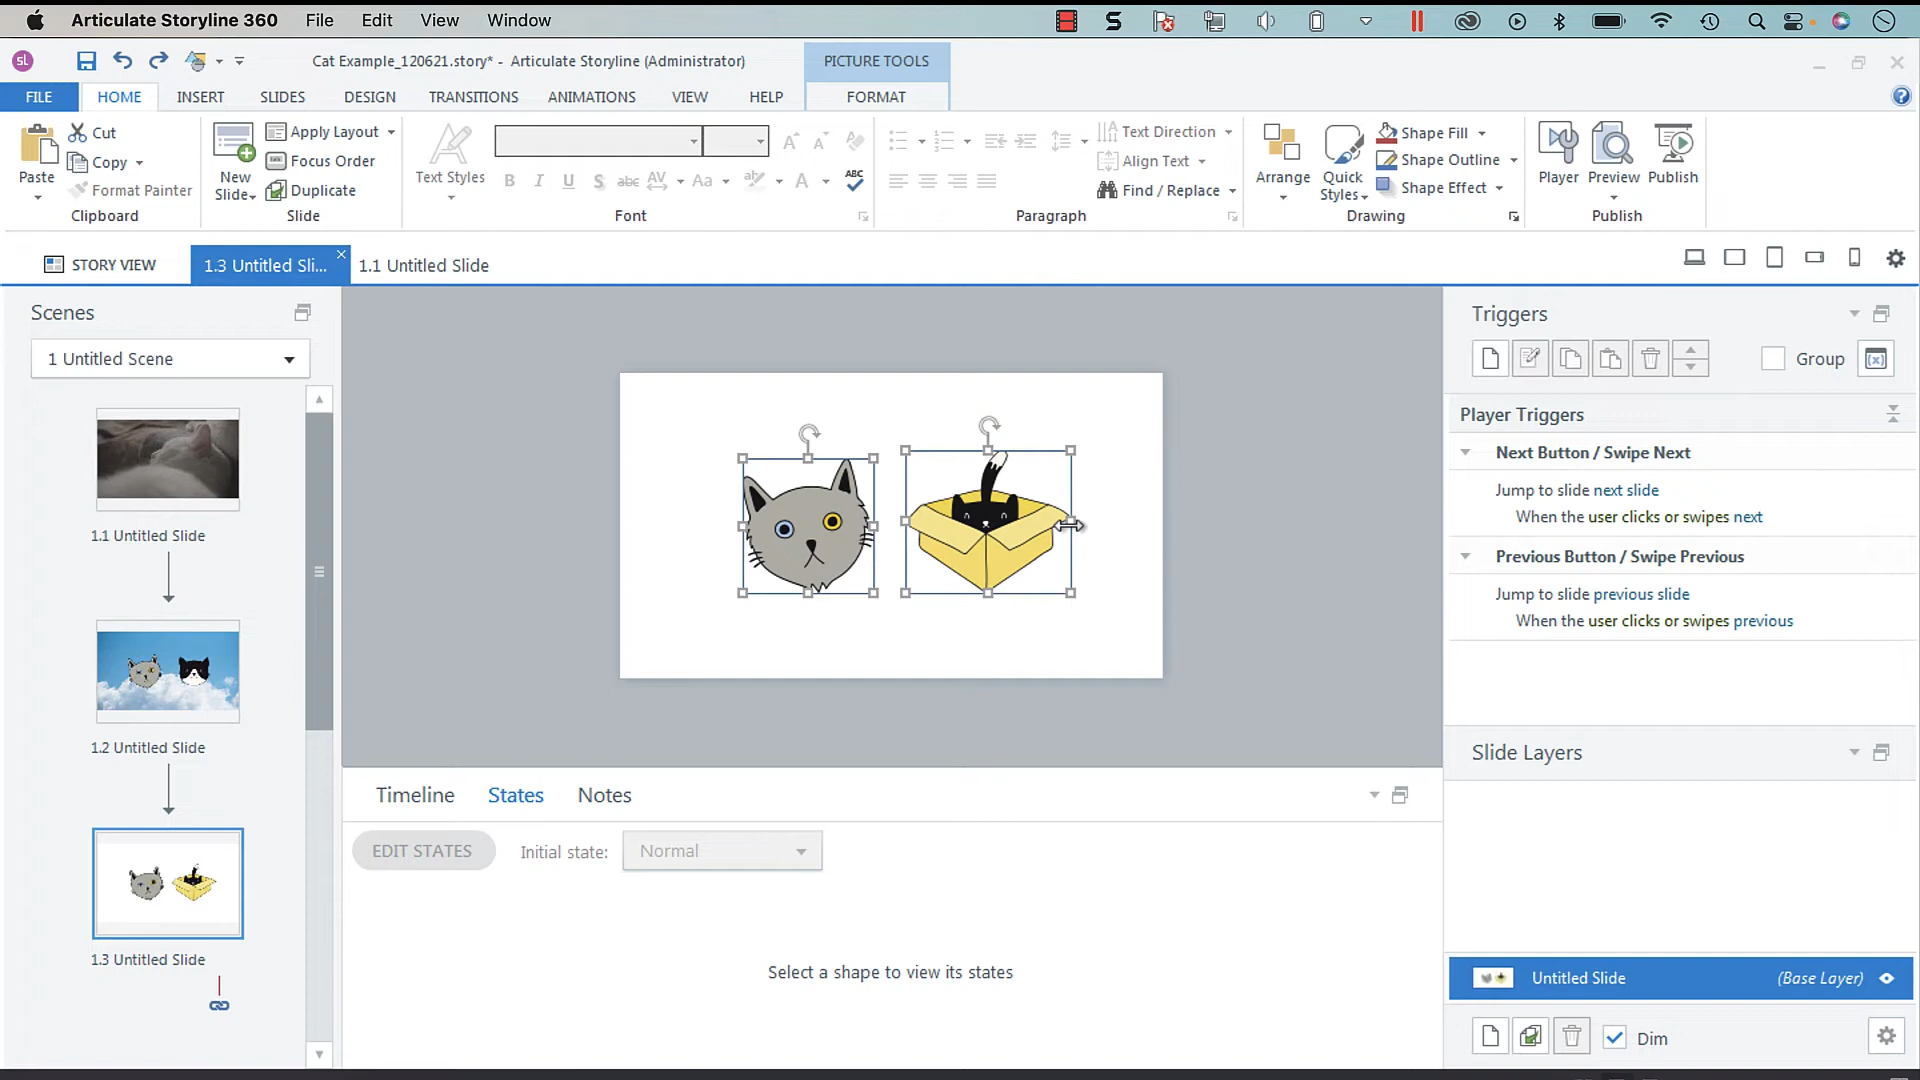 Articulate Storyline 360 File Edit View Window
Cat Example_120621.story* - Articulate Storyline (Administrator) PICTURE TOOLS
FILE HOME INSERT SLIDES DESIGN TRANSITIONS ANIMATIONS VIEW HELP FORMAT
Paste
Cut
Copy
Format Painter
Clipboard
New
Slide
Apply Layout
Focus Order
Duplicate
Slide
Text Styles
B I U S abc AV Aa A ABC
Font
Text Direction
Align Text
Find / Replace
Paragraph
Arrange
Quick
Styles
Shape Fill
Shape Outline
Shape Effect
Drawing
Player
Preview
Publish
Publish
STORY VIEW
1.3 Untitled Sli...
1.1 Untitled Slide
Scenes
1 Untitled Scene
1.1 Untitled Slide
1.2 Untitled Slide
1.3 Untitled Slide
Timeline States Notes
EDIT STATES Initial state: Normal
Select a shape to view its states
Triggers
Group
Player Triggers
Next Button / Swipe Next
Jump to slide next slide
When the user clicks or swipes next
Previous Button / Swipe Previous
Jump to slide previous slide
When the user clicks or swipes previous
Slide Layers
Untitled Slide (Base Layer)
Dim